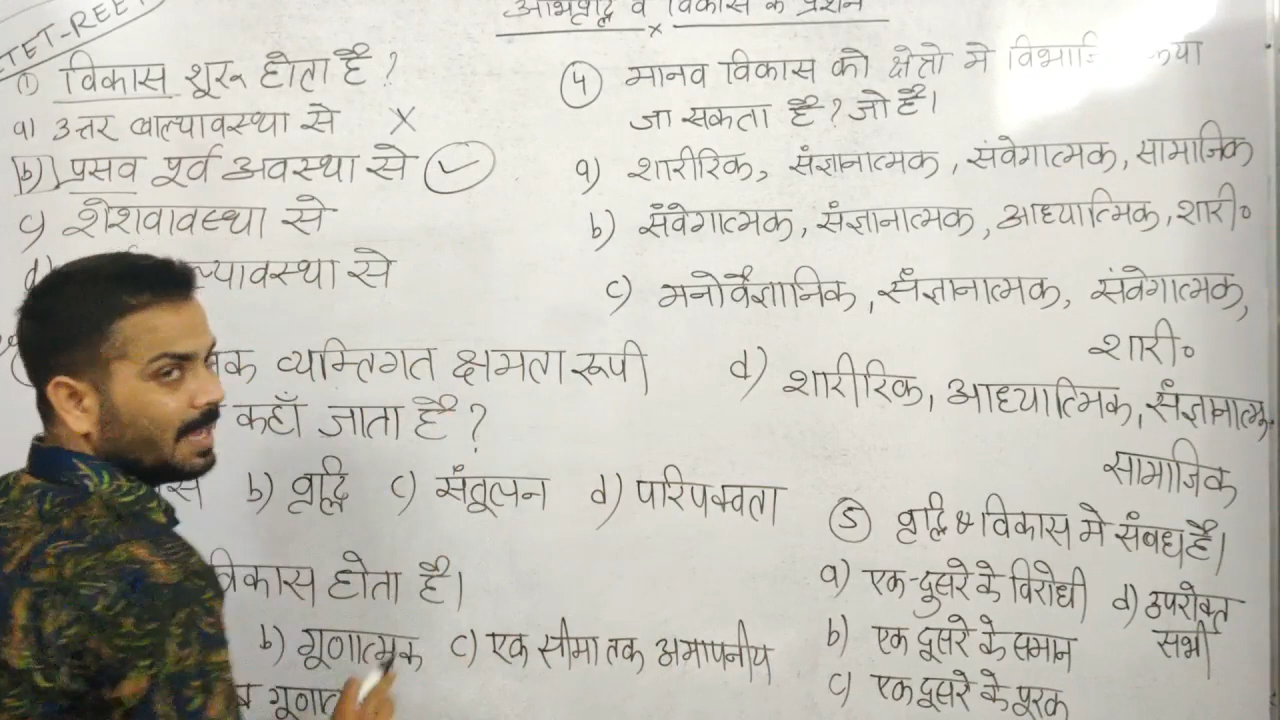 CTET-REET
अभिवृद्धि व विकास के प्रश्न
① विकास शूरू होता है ?
a) उत्तर बाल्यावस्था से ×
b) प्रसव पूर्व अवस्था से ✓
c) शैशवावस्था से
d) ल्यावस्था से
व्यक्तिगत क्षमता रूपी
कहाँ जाता है ?
b) वृद्धि c) संतूलन d) परिपक्वता
विकास होता है।
b) गूणात्मक c) एक सीमा तक अमापनीय
④ मानव विकास को क्षेत्रो मे
जा सकता है ? जो है।
a) शारीरिक, संज्ञानात्मक, संवेगात्मक, सामाजिक
b) संवेगात्मक, संज्ञानात्मक, आध्यात्मिक, शारी०
c) मनोवैज्ञानिक, संज्ञानात्मक, संवेगात्मक,
शारी०
d) शारीरिक, आध्यात्मिक, संज्ञानात्मक
सामाजिक
⑤ वृद्धि & विकास मे संबध है।
a) एक-दुसरे के विरोधी
b) एक दूसरे के समान
c) एक दूसरे के पूरक
d) उपरोक्त
सभी